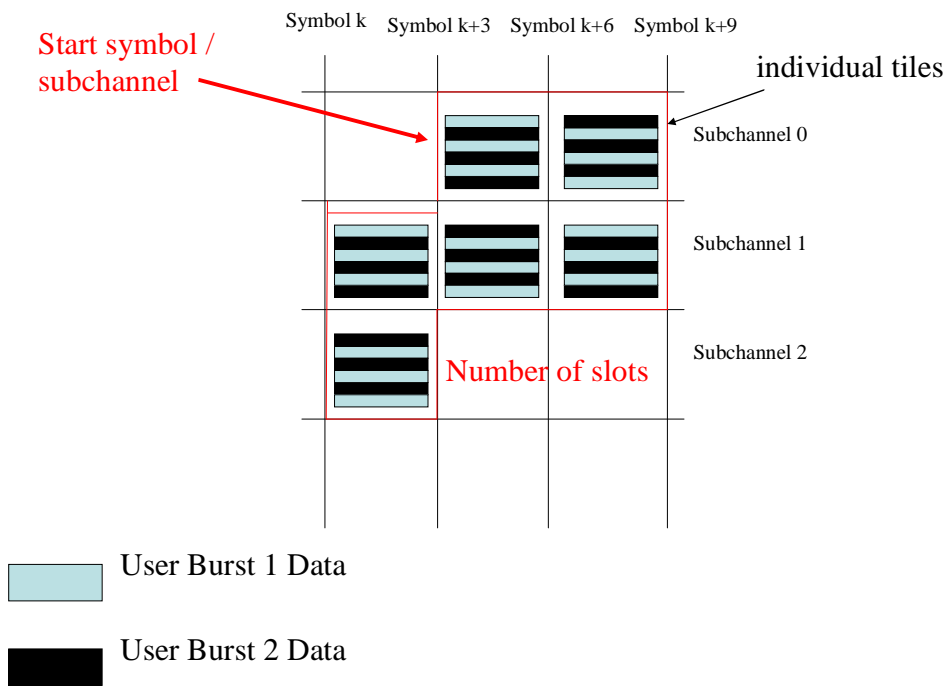 Symbol k
Symbol k+3
Symbol k+6
Symbol k+9
Start symbol /
subchannel
individual tiles
Subchannel 0
Subchannel 1
Subchannel 2
Number of slots
User Burst 1 Data
User Burst 2 Data